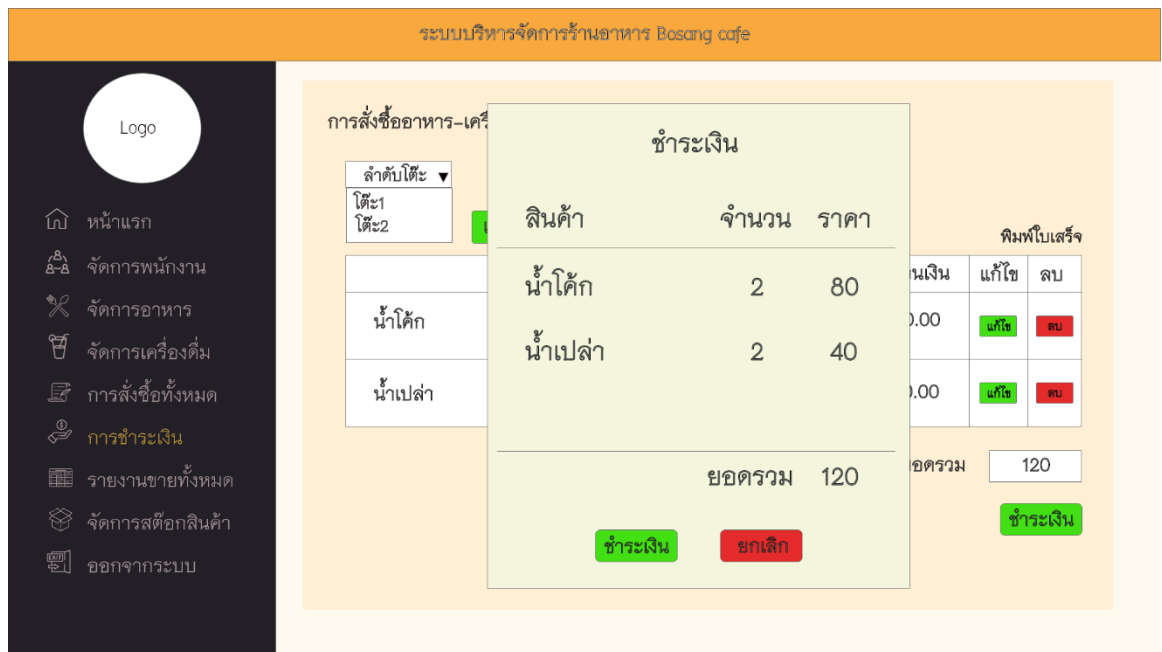 ระบบบริหารจัดการร้านอาหาร Bosang cafe
Logo
หน้าแรก
จัดการพนักงาน
จัดการอาหาร
จัดการเครื่องดื่ม
การสั่งซื้อทั้งหมด
การชำระเงิน
รายงานขายทั้งหมด
จัดการสต๊อกสินค้า
EXIT ออกจากระบบ
การสั่งซื้ออาหาร-เครื่
ลำดับโต๊ะ ▼
โต๊ะ1
โต๊ะ2
พิมพ์ใบเสร็จ
นเงิน แก้ไข ลบ
น้ำโค้ก 0.00 แก้ไข ลบ
น้ำเปล่า 0.00 แก้ไข ลบ
ยอดรวม 120
ชำระเงิน
ชำระเงิน
สินค้า จำนวน ราคา
น้ำโค้ก 2 80
น้ำเปล่า 2 40
ยอดรวม 120
ชำระเงิน ยกเลิก